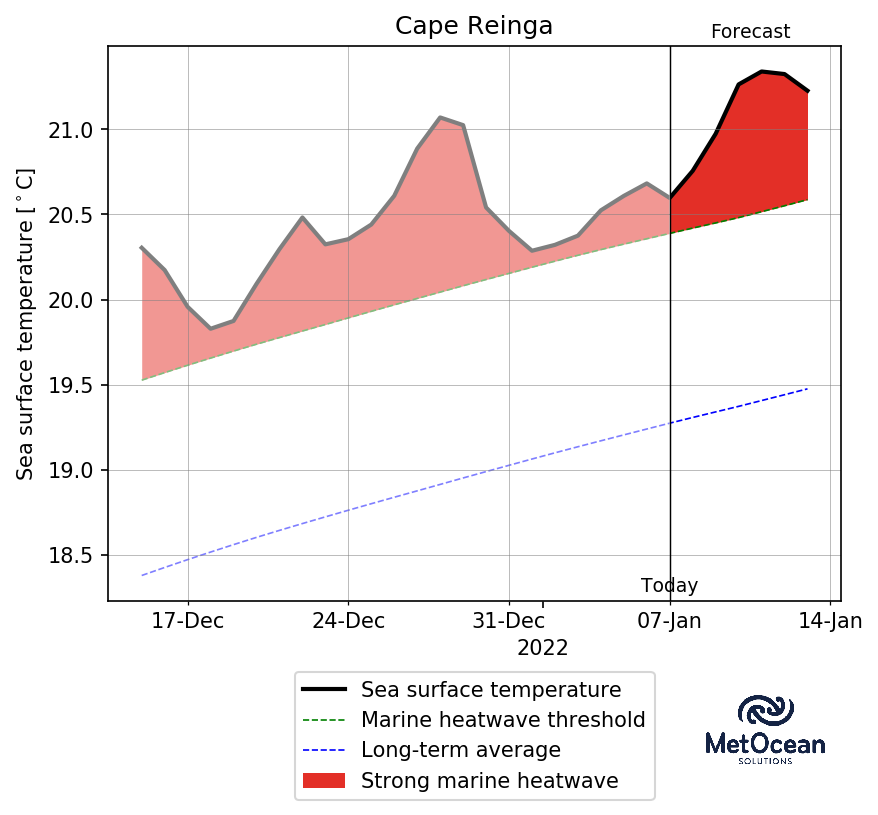 Cape Reinga
Forecast
Sea surface temperature [°C]
21.0
20.5
20.0
19.5
19.0
18.5
Today
17-Dec 24-Dec 31-Dec 07-Jan 14-Jan
2022
Sea surface temperature
Marine heatwave threshold
Long-term average
Strong marine heatwave
MetOcean
SOLUTIONS